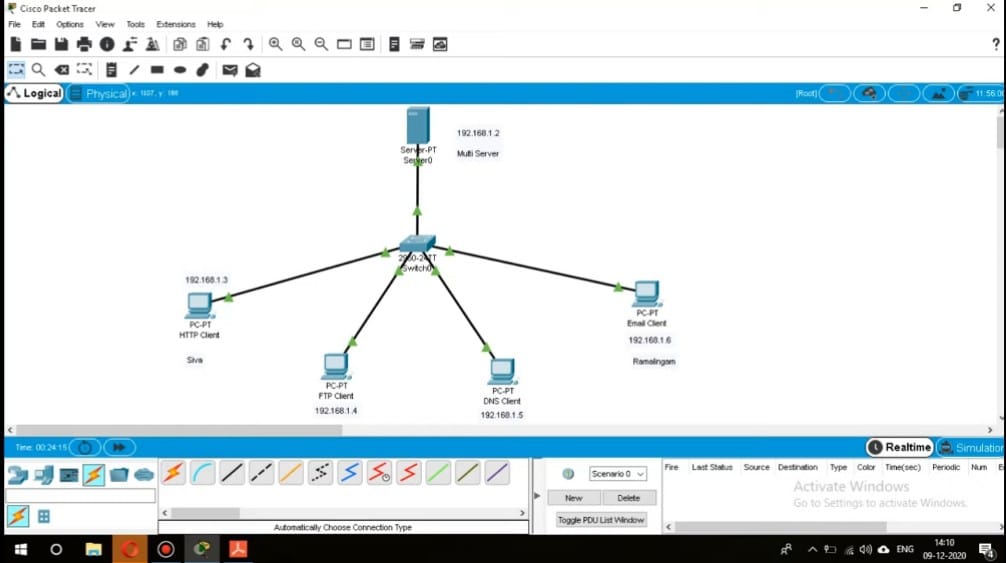 Cisco Packet Tracer
File Edit Options View Tools Extensions Help
Logical Physical x: 1107, y: 166 [Root] 11:56:00
192.168.1.2
Server-PT
Server0
Multi Server
2960-24TT
Switch0
192.168.1.3
PC-PT
HTTP Client
Siva
PC-PT
Email Client
192.168.1.6
Ramalingam
PC-PT
FTP Client
192.168.1.4
PC-PT
DNS Client
192.168.1.5
Time: 00:24:15 Realtime Simulation
Scenario 0
New Delete
Toggle PDU List Window
Fire Last Status Source Destination Type Color Time(sec) Periodic Num
Activate Windows
Go to Settings to activate Windows.
Automatically Choose Connection Type
ENG
14:10
09-12-2020
4